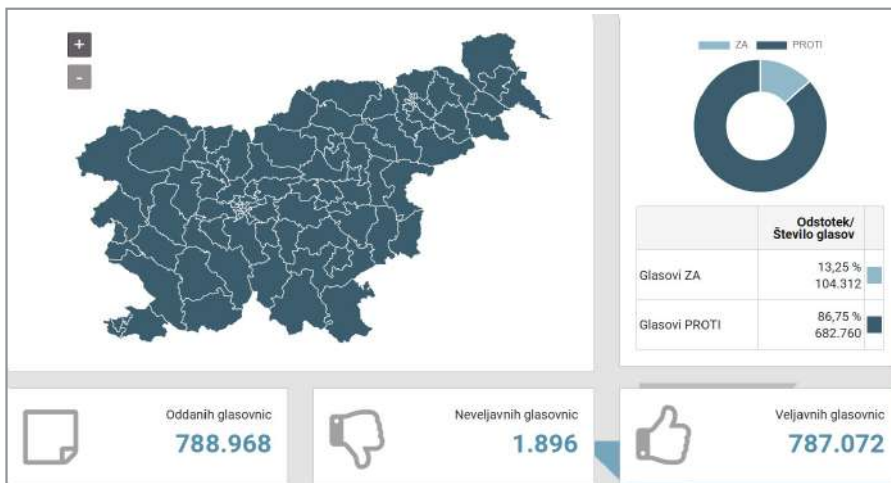 +
-
ZA PROTI
Odstotek/
Število glasov
Glasovi ZA
13,25 %
104.312
Glasovi PROTI
86,75 %
682.760
Oddanih glasovnic
788.968
Neveljavnih glasovnic
1.896
Veljavnih glasovnic
787.072